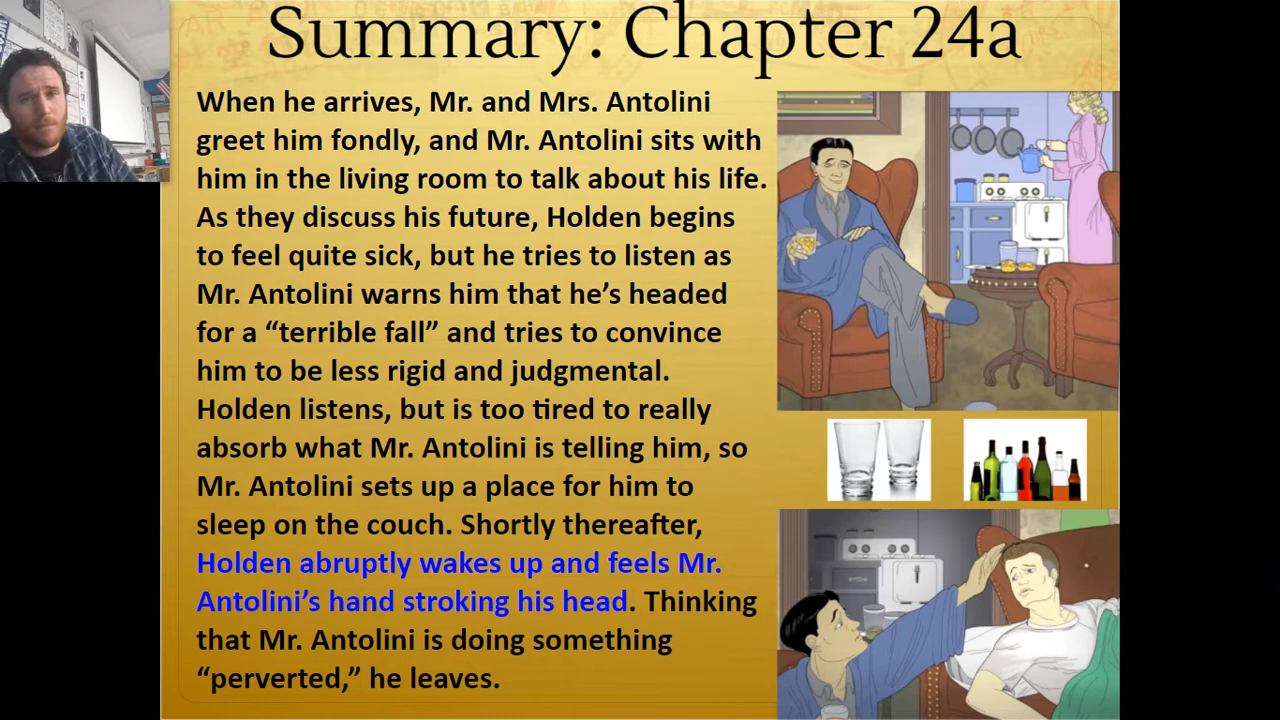 Summary: Chapter 24a
When he arrives, Mr. and Mrs. Antolini
greet him fondly, and Mr. Antolini sits with
him in the living room to talk about his life.
As they discuss his future, Holden begins
to feel quite sick, but he tries to listen as
Mr. Antolini warns him that he’s headed
for a “terrible fall” and tries to convince
him to be less rigid and judgmental.
Holden listens, but is too tired to really
absorb what Mr. Antolini is telling him, so
Mr. Antolini sets up a place for him to
sleep on the couch. Shortly thereafter,
Holden abruptly wakes up and feels Mr.
Antolini’s hand stroking his head. Thinking
that Mr. Antolini is doing something
“perverted,” he leaves.